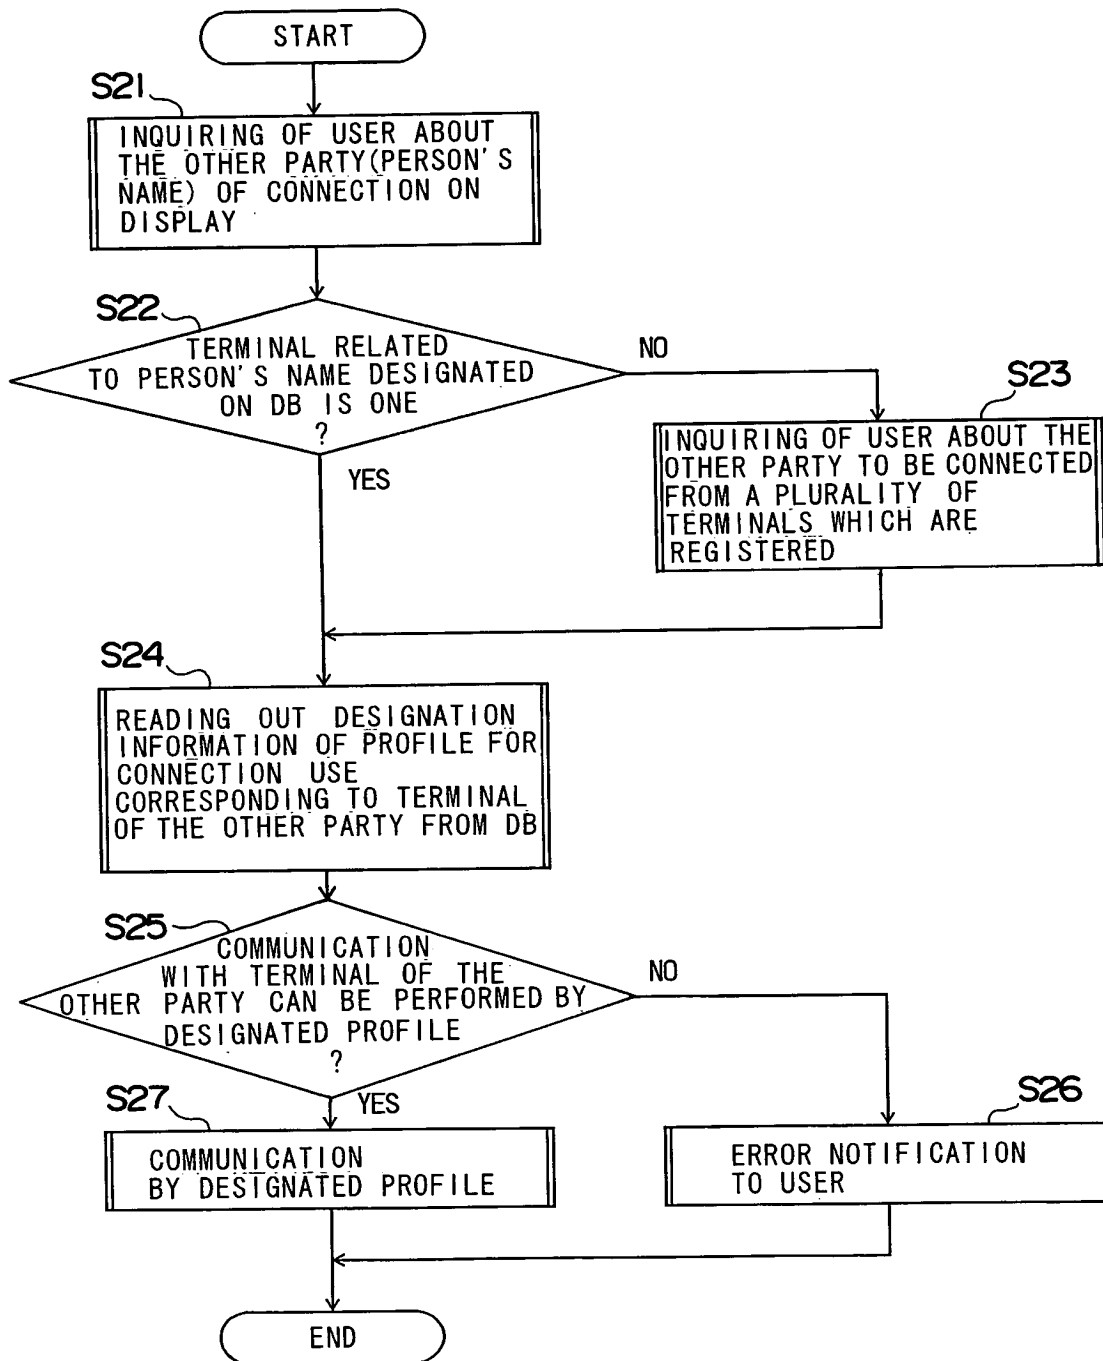 START
S21
INQUIRING OF USER ABOUT
THE OTHER PARTY(PERSON'S
NAME) OF CONNECTION ON
DISPLAY
S22
TERMINAL RELATED
TO PERSON'S NAME DESIGNATED
ON DB IS ONE
?
NO
YES
S23
INQUIRING OF USER ABOUT THE
OTHER PARTY TO BE CONNECTED
FROM A PLURALITY OF
TERMINALS WHICH ARE
REGISTERED
S24
READING OUT DESIGNATION
INFORMATION OF PROFILE FOR
CONNECTION USE
CORRESPONDING TO TERMINAL
OF THE OTHER PARTY FROM DB
S25
COMMUNICATION
WITH TERMINAL OF THE
OTHER PARTY CAN BE PERFORMED BY
DESIGNATED PROFILE
?
NO
YES
S27
COMMUNICATION
BY DESIGNATED PROFILE
S26
ERROR NOTIFICATION
TO USER
END